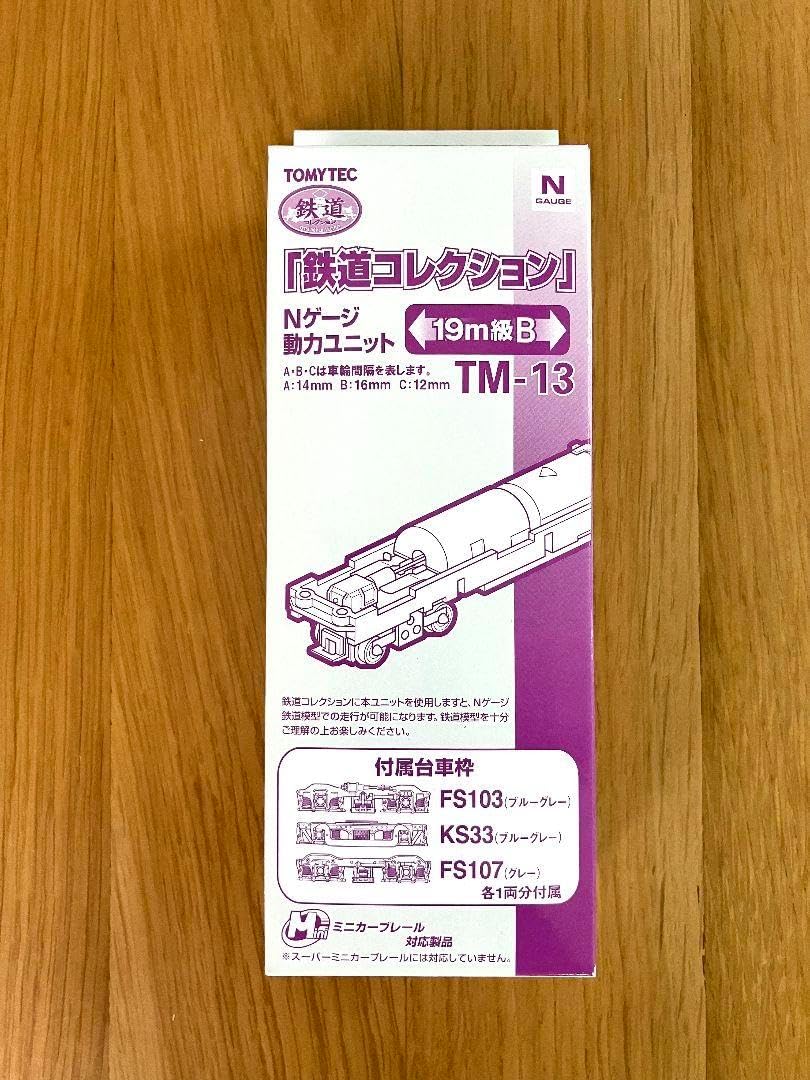 TOMYTEC
鉄道
コレクション
N
GAUGE
「鉄道コレクション」
Nゲージ
動力ユニット
19m級B
A・B・Cは車輪間隔を表します。
A:14mm B:16mm C:12mm
TM-13
鉄道コレクションに本ユニットを使用しますと、Nゲージ
鉄道模型での走行が可能になります。鉄道模型を十分
ご理解の上お楽しみください。
付属台車枠
FS103(ブルーグレー)
KS33(ブルーグレー)
FS107(グレー)
各1両分付属
Mini
ミニカーブレール
対応製品
※スーパーミニカーブレールには対応していません。